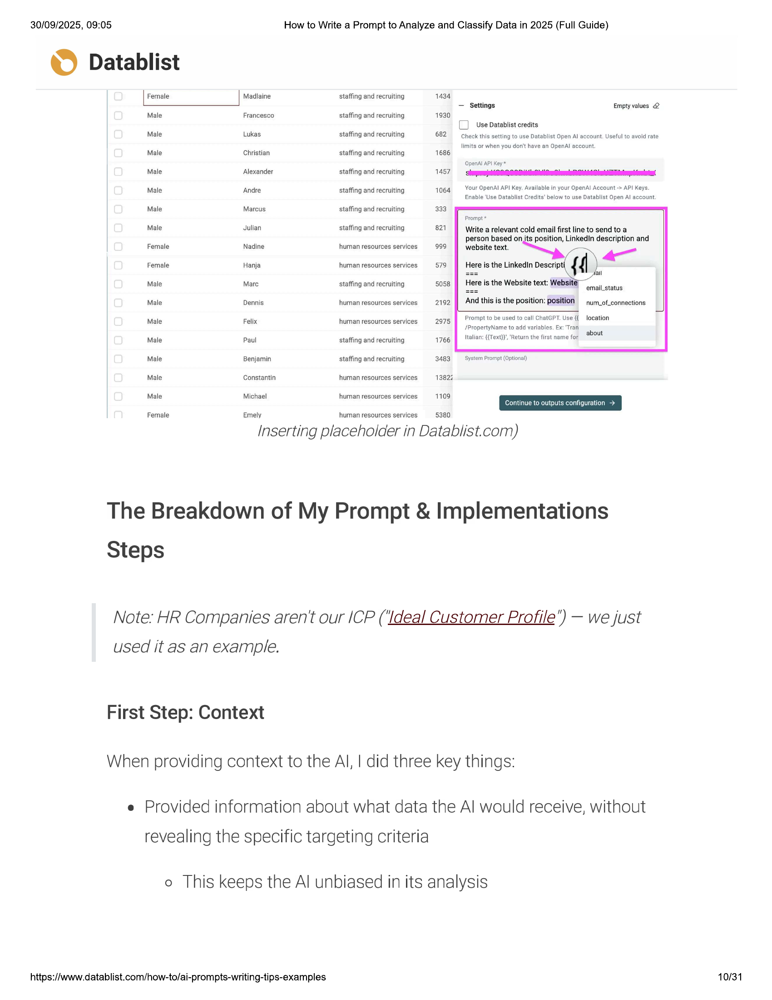 30/09/2025, 09:05 How to Write a Prompt to Analyze and Classify Data in 2025 (Full Guide)
Datablist
Female Madlaine staffing and recruiting 1434
Male Francesco staffing and recruiting 1930
Male Lukas staffing and recruiting 682
Male Christian staffing and recruiting 1686
Male Alexander staffing and recruiting 1457
Male Andre staffing and recruiting 1064
Male Marcus staffing and recruiting 333
Male Julian staffing and recruiting 821
Female Nadine human resources services 999
Female Hanja human resources services 579
Male Marc staffing and recruiting 5058
Male Dennis human resources services 2192
Male Felix human resources services 2975
Male Paul staffing and recruiting 1766
Male Benjamin staffing and recruiting 3483
Male Constantin human resources services 13822
Male Michael human resources services 1109
Female Emely human resources services 5380
Settings Empty values
Use Datablist credits
Check this setting to use Datablist Open AI account. Useful to avoid rate
limits or when you don't have an OpenAI account.
OpenAI API Key *
Your OpenAI API Key. Available in your OpenAI Account -> API Keys.
Enable 'Use Datablist Credits' below to use Datablist Open AI account.
Prompt *
Write a relevant cold email first line to send to a
person based on its position, LinkedIn description and
website text.
Here is the LinkedIn Descripti {{
===
Here is the Website text: Website
===
And this is the position: position
ail
email_status
num_of_connections
location
about
Prompt to be used to call ChatGPT. Use {{
/PropertyName to add variables. Ex: 'Tran
Italian: {{Text}}', 'Return the first name for
System Prompt (Optional)
Continue to outputs configuration →
Inserting placeholder in Datablist.com)
The Breakdown of My Prompt & Implementations
Steps
Note: HR Companies aren't our ICP ("Ideal Customer Profile") — we just
used it as an example.
First Step: Context
When providing context to the AI, I did three key things:
• Provided information about what data the AI would receive, without
revealing the specific targeting criteria
○ This keeps the AI unbiased in its analysis
https://www.datablist.com/how-to/ai-prompts-writing-tips-examples 10/31